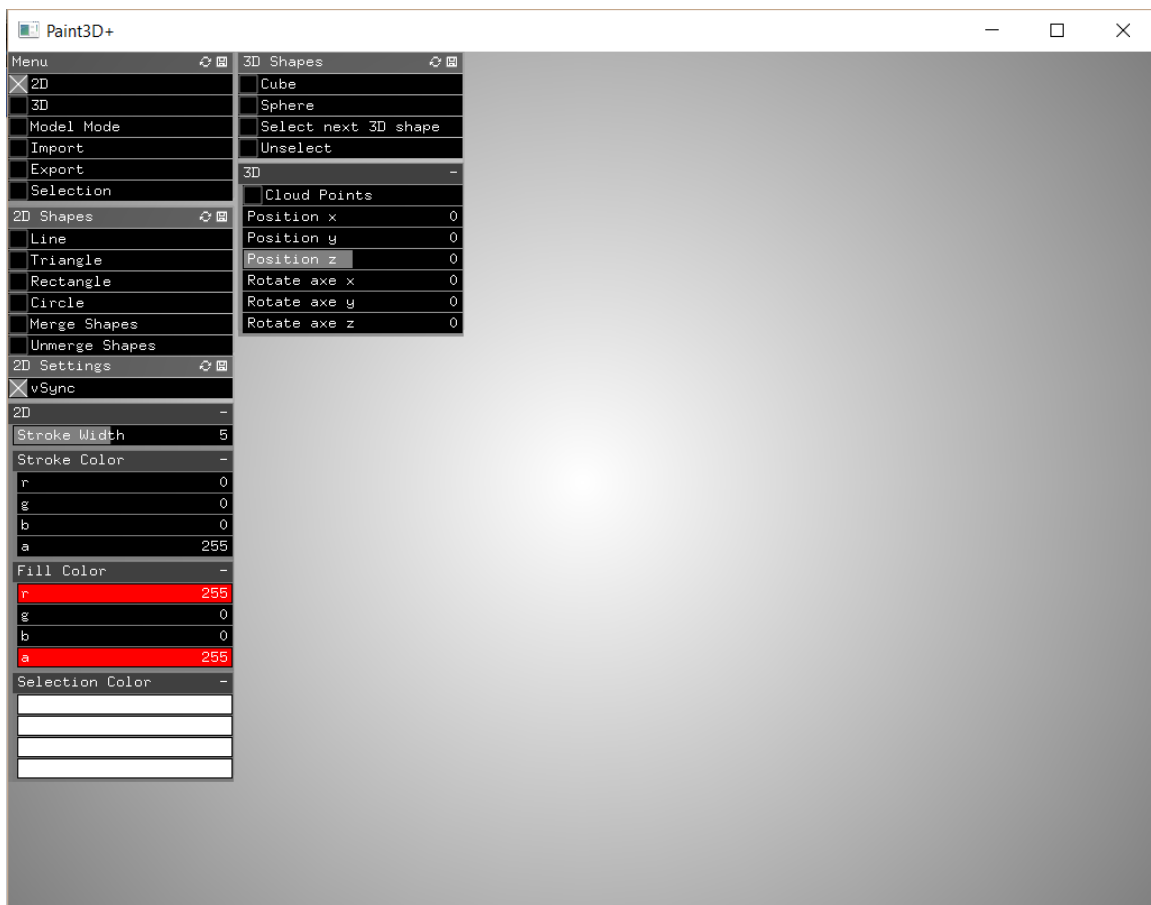 Paint3D+
Menu
2D
3D
Model Mode
Import
Export
Selection
2D Shapes
Line
Triangle
Rectangle
Circle
Merge Shapes
Unmerge Shapes
2D Settings
vSync
2D -
Stroke Width 5
Stroke Color -
r 0
g 0
b 0
a 255
Fill Color -
r 255
g 0
b 0
a 255
Selection Color -
3D Shapes
Cube
Sphere
Select next 3D shape
Unselect
3D -
Cloud Points
Position x 0
Position y 0
Position z 0
Rotate axe x 0
Rotate axe y 0
Rotate axe z 0